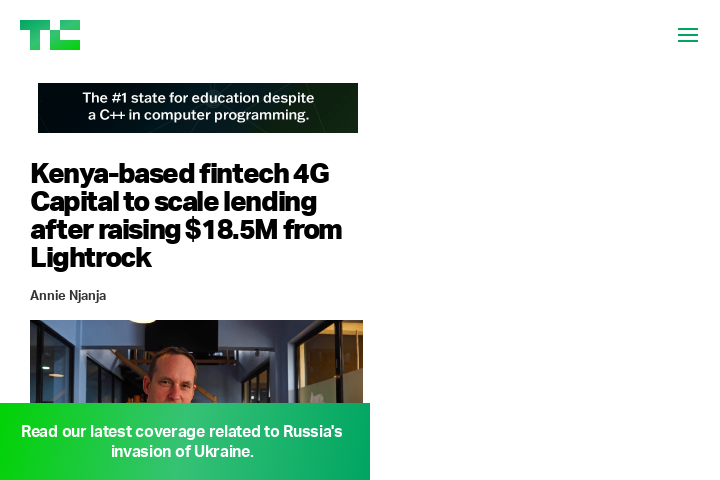 TC
The #1 state for education despite
a C++ in computer programming.
Kenya-based fintech 4G
Capital to scale lending
after raising $18.5M from
Lightrock
Annie Njanja
Read our latest coverage related to Russia's
invasion of Ukraine.